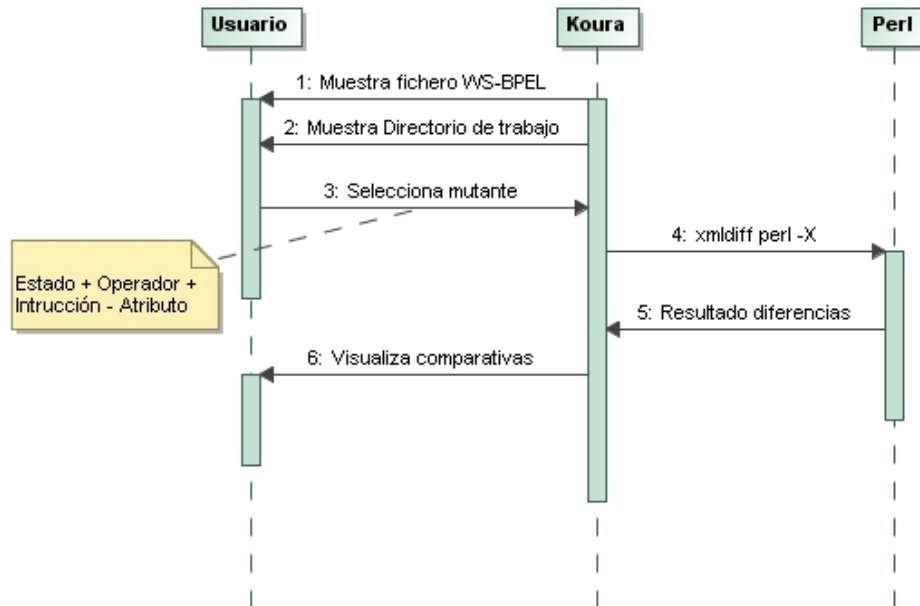 Usuario
Koura
Perl
1: Muestra fichero WS-BPEL
2: Muestra Directorio de trabajo
3: Selecciona mutante
4: xmldiff perl -X
Estado + Operador +
Intrucción - Atributo
5: Resultado diferencias
6: Visualiza comparativas